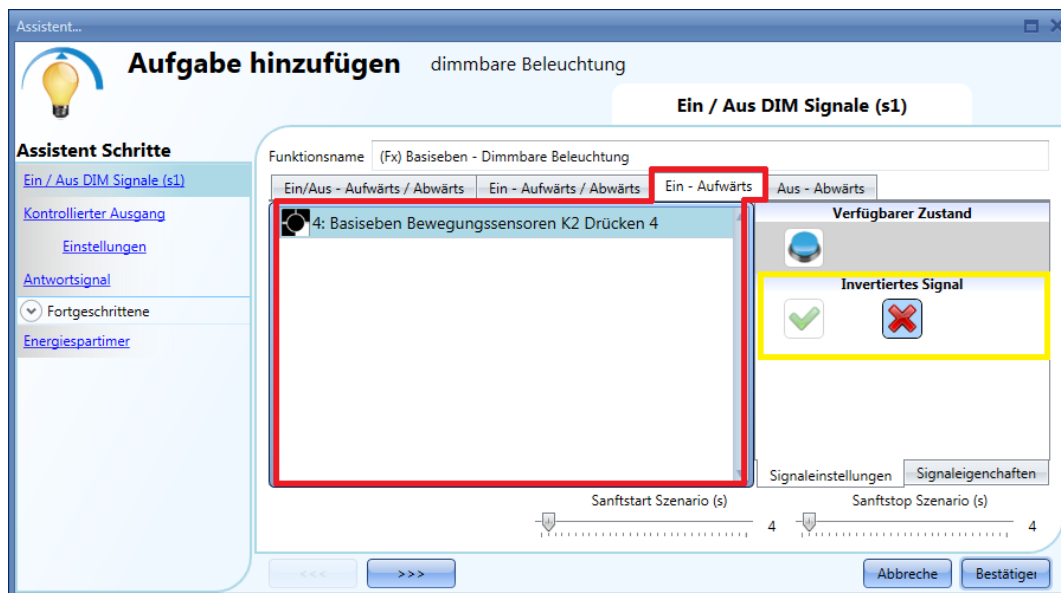 Assistent...
Aufgabe hinzufügen dimmbare Beleuchtung
Ein / Aus DIM Signale (s1)
Assistent Schritte
Ein / Aus DIM Signale (s1)
Kontrollierter Ausgang
Einstellungen
Antwortsignal
Fortgeschrittene
Energiespartimer
Funktionsname (Fx) Basiseben - Dimmbare Beleuchtung
Ein/Aus - Aufwärts / Abwärts Ein - Aufwärts / Abwärts Ein - Aufwärts Aus - Abwärts
4: Basiseben Bewegungssensoren K2 Drücken 4
Verfügbarer Zustand
Invertiertes Signal
Signaleinstellungen Signaleigenchaften
Sanftstart Szenario (s) Sanftstop Szenario (s)
4 4
<<< >>> Abbreche Bestätiger